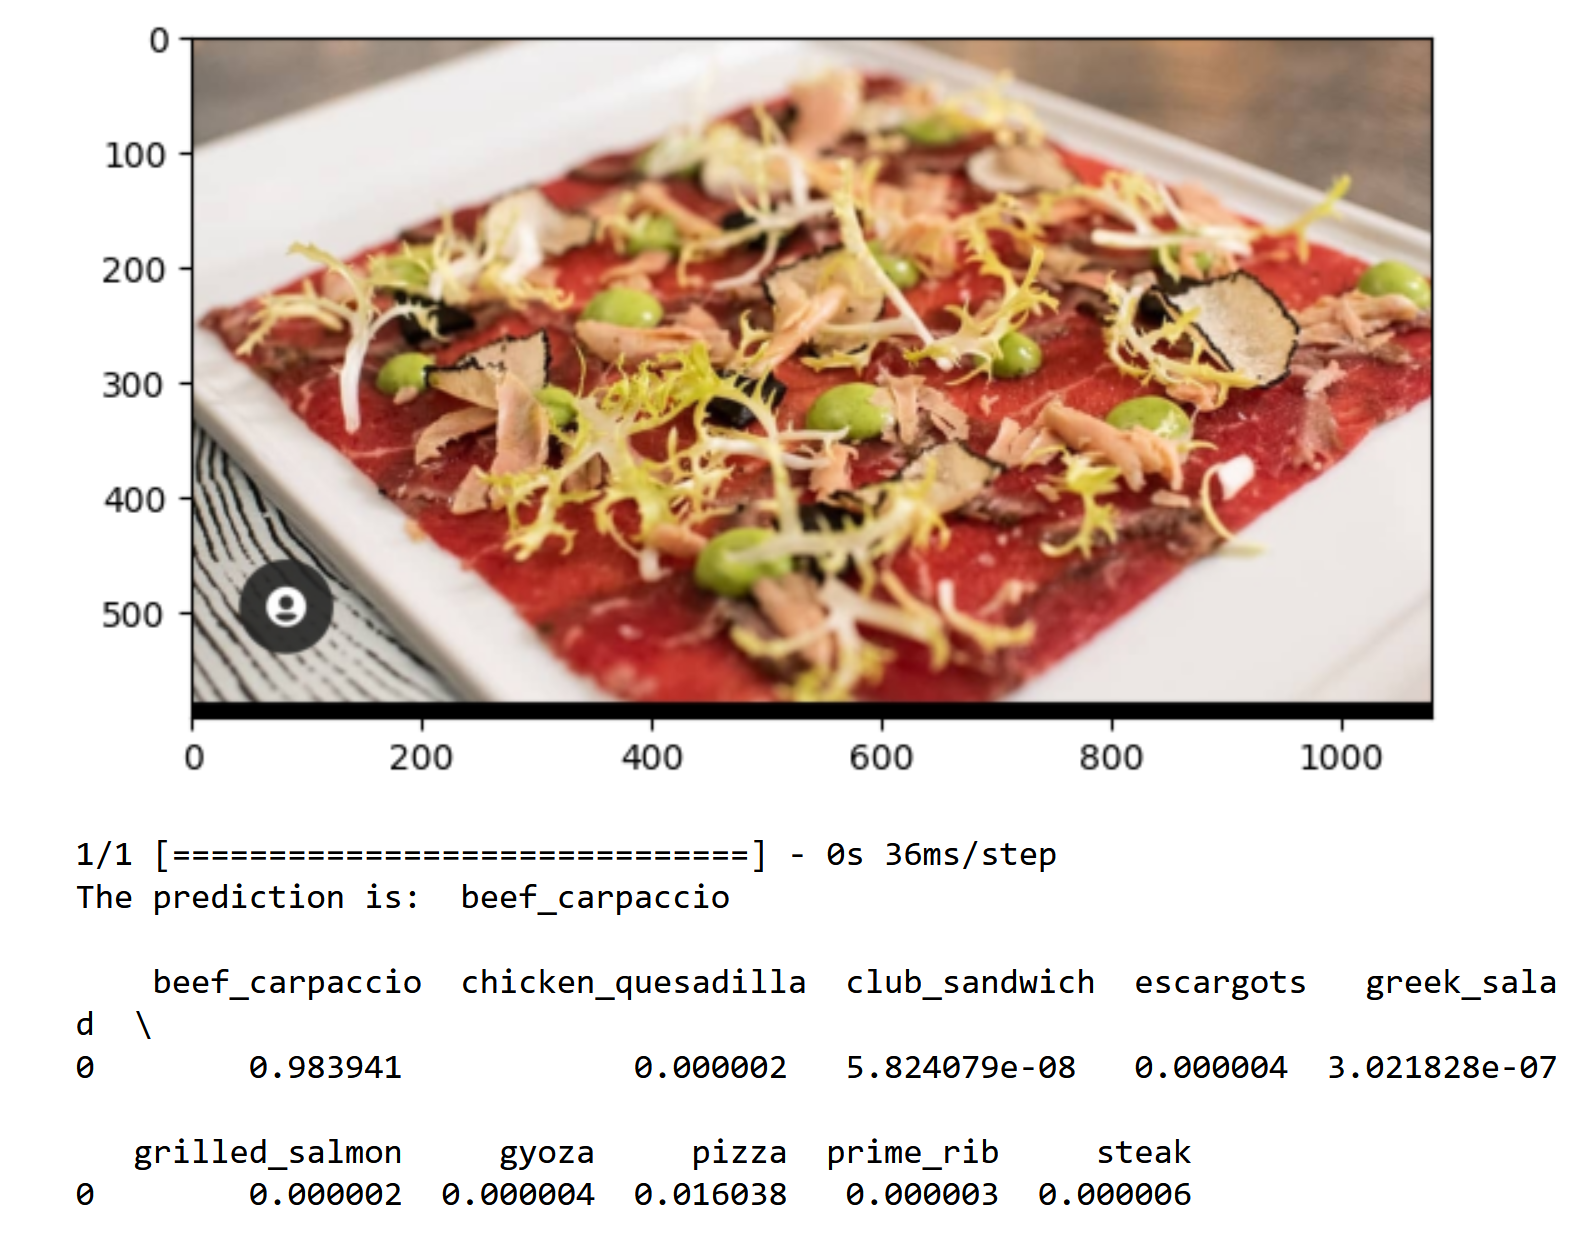 0
100
200
300
400
500
0 200 400 600 800 1000
1/1 [==============================] - 0s 36ms/step
The prediction is:  beef_carpaccio
beef_carpaccio  chicken_quesadilla  club_sandwich  escargots   greek_sala
d  \
0        0.983941            0.000002   5.824079e-08   0.000004  3.021828e-07
grilled_salmon     gyoza     pizza  prime_rib     steak
0        0.000002  0.000004  0.016038   0.000003  0.000006